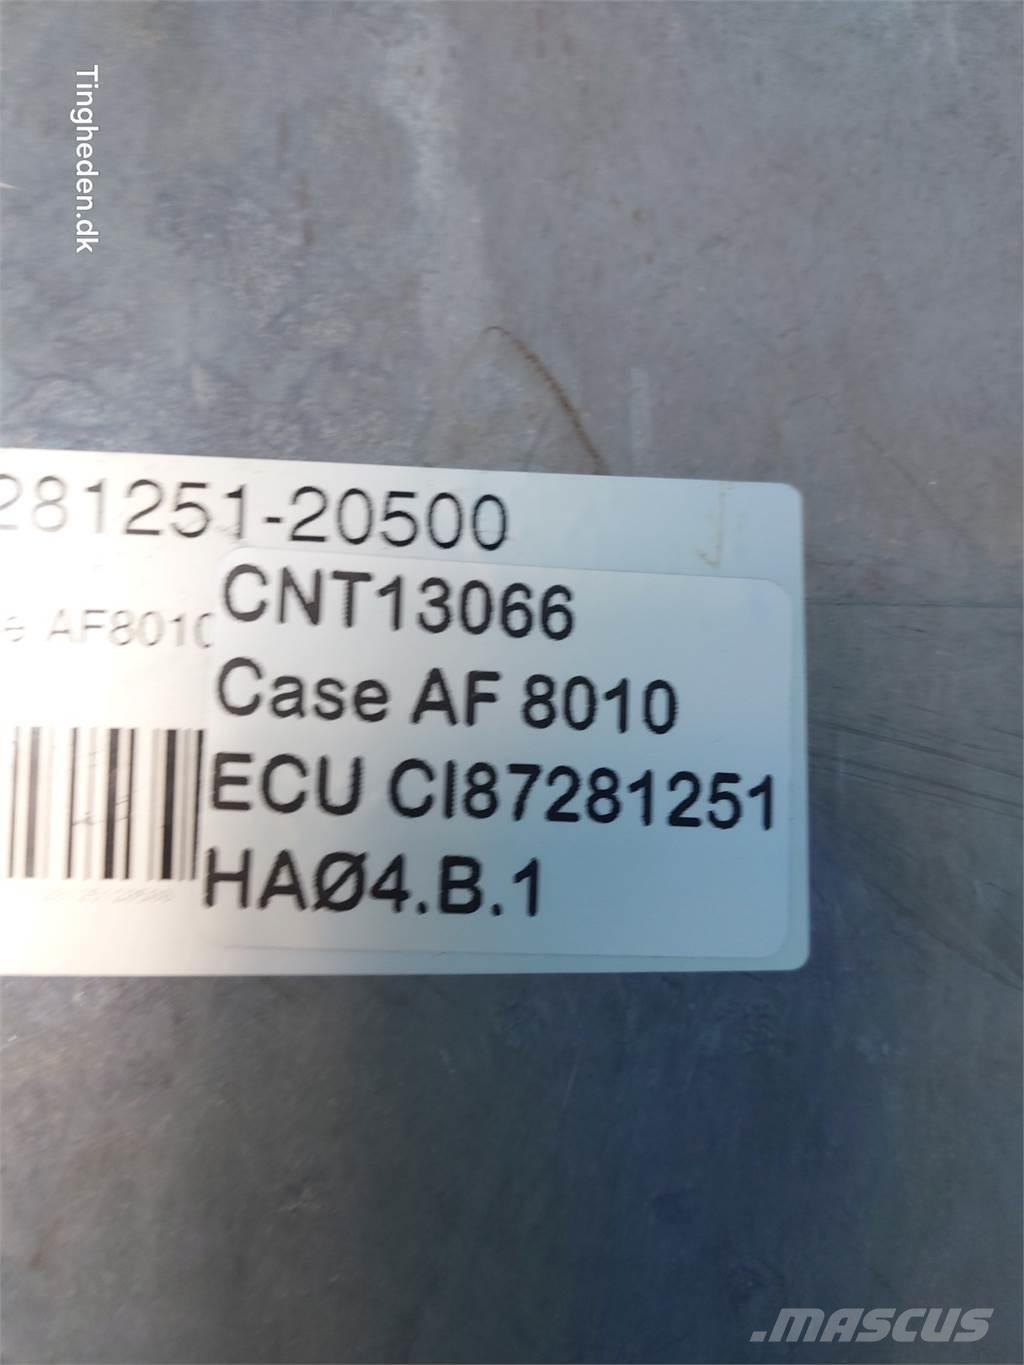 Tingheden.dk
281251-20500
CNT13066
e AF8010
Case AF 8010
ECU CI87281251
HAØ4.B.1
.MASCUS